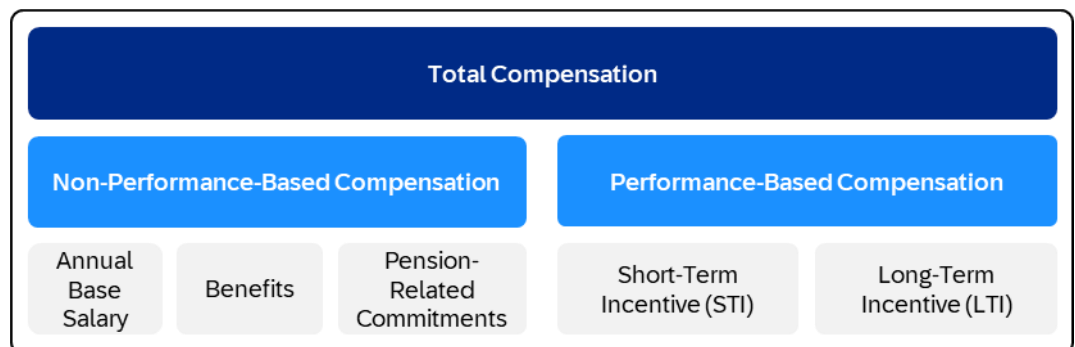 Total Compensation
Non-Performance-Based Compensation
Performance-Based Compensation
Annual
Base
Salary
Benefits
Pension-
Related
Commitments
Short-Term
Incentive (STI)
Long-Term
Incentive (LTI)